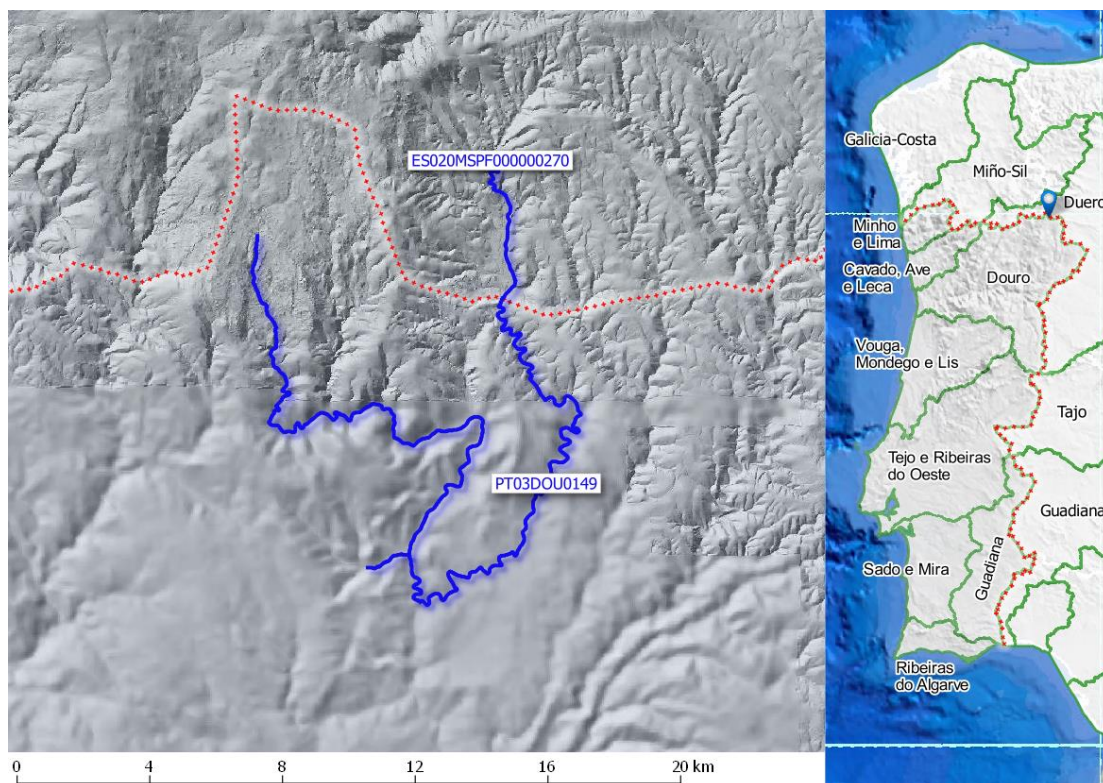 ES020MSPF000000270
PT03DOU0149
0 4 8 12 16 20 km
Galicia-Costa
Miño-Sil
Duero
Minho
e Lima
Cavado, Ave
e Leca
Douro
Vouga,
Mondego e Lis
Tajo
Tejo e Ribeiras
do Oeste
Guadiana
Sado e Mira
Guadiana
Ribeiras
do Algarve